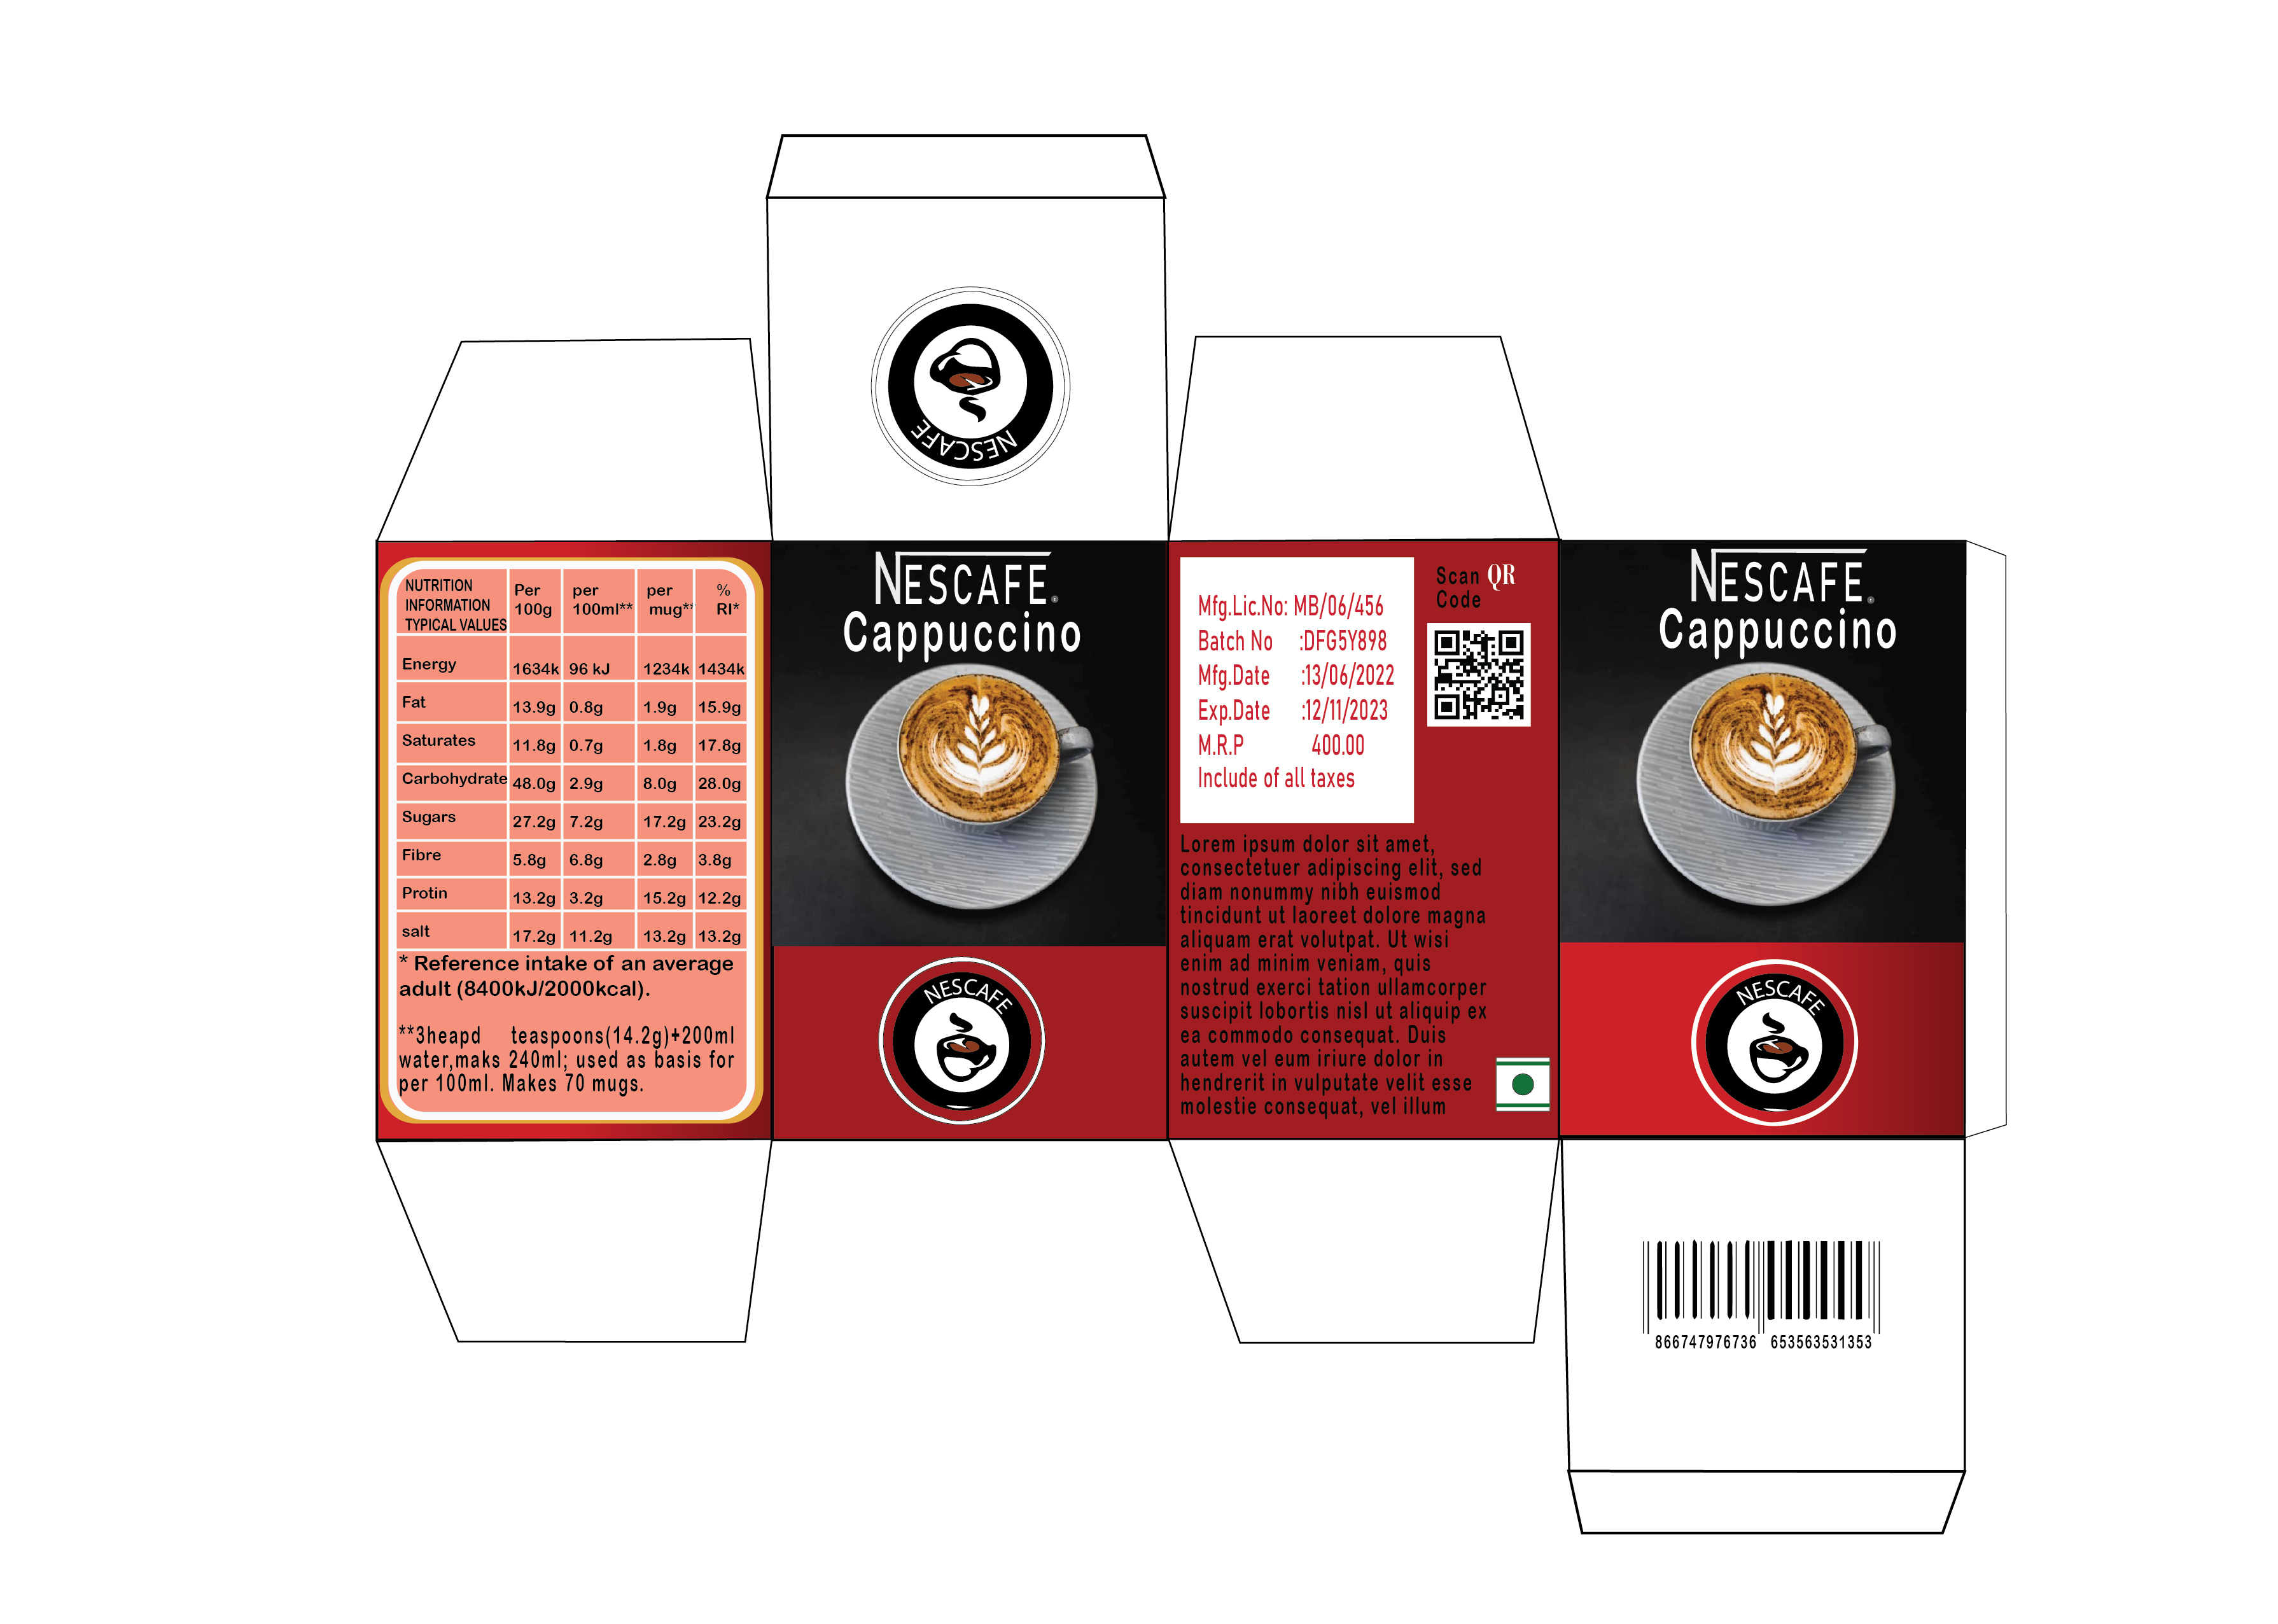 NESCAFE
NUTRITION
INFORMATION
TYPICAL VALUES
Per
100g
per
100ml**
per
mug**
%
RI*
Energy 1634k 96 kJ 1234k 1434k
Fat 13.9g 0.8g 1.9g 15.9g
Saturates 11.8g 0.7g 1.8g 17.8g
Carbohydrate 48.0g 2.9g 8.0g 28.0g
Sugars 27.2g 7.2g 17.2g 23.2g
Fibre 5.8g 6.8g 2.8g 3.8g
Protin 13.2g 3.2g 15.2g 12.2g
salt 17.2g 11.2g 13.2g 13.2g
* Reference intake of an average
adult (8400kJ/2000kcal).
**3heapd teaspoons(14.2g)+200ml
water,maks 240ml; used as basis for
per 100ml. Makes 70 mugs.
NESCAFE®
Cappuccino
NESCAFE
Mfg.Lic.No: MB/06/456
Batch No :DFG5Y898
Mfg.Date :13/06/2022
Exp.Date :12/11/2023
M.R.P 400.00
Include of all taxes
Scan QR
Code
Lorem ipsum dolor sit amet,
consectetuer adipiscing elit, sed
diam nonummy nibh euismod
tincidunt ut laoreet dolore magna
aliquam erat volutpat. Ut wisi
enim ad minim veniam, quis
nostrud exerci tation ullamcorper
suscipit lobortis nisl ut aliquip ex
ea commodo consequat. Duis
autem vel eum iriure dolor in
hendrerit in vulputate velit esse
molestie consequat, vel illum
NESCAFE®
Cappuccino
NESCAFE
866747976736 653563531353